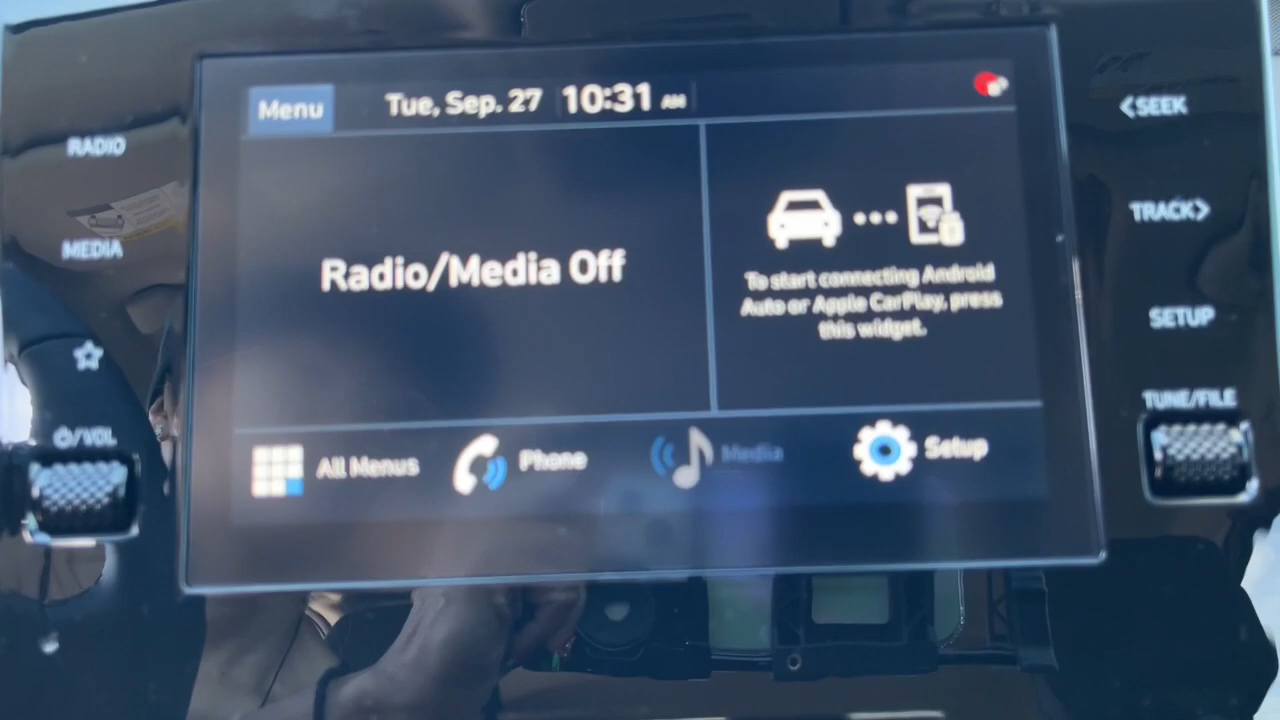 Menu
Tue, Sep. 27 10:31 AM
<SEEK
RADIO
TRACK>
MEDIA
Radio/Media Off
To start connecting Android
Auto or Apple CarPlay, press
this widget.
SETUP
TUNE/FILE
/VOL
All Menus
Phone
Media
Setup